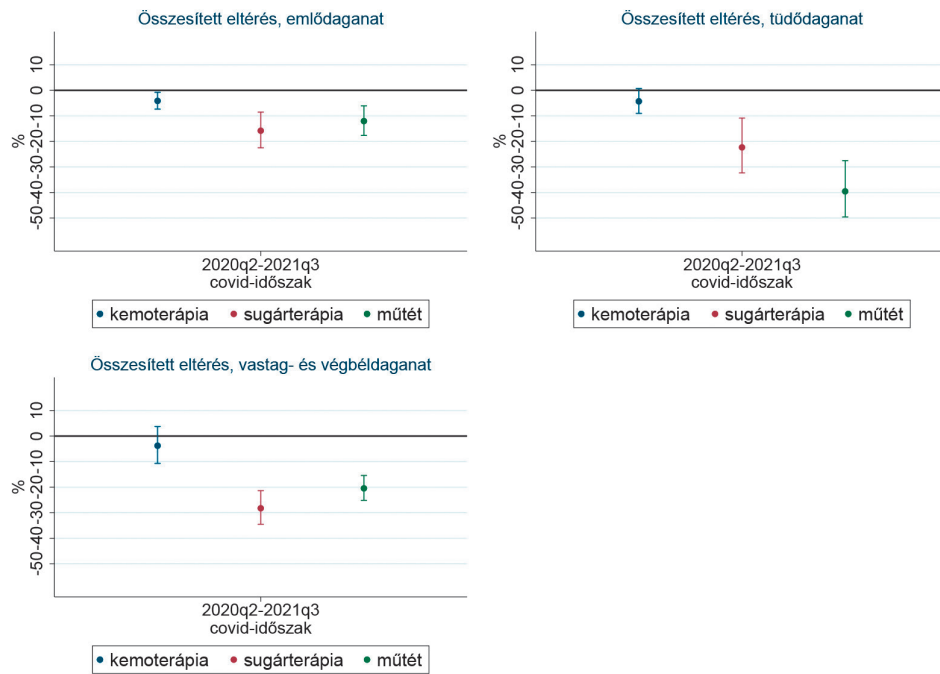 Összesített eltérés, emlődaganat
10
0
-10
-20
-30
-40
-50
%
2020q2-2021q3
covid-időszak
kemoterápia sugárterápia műtét
Összesített eltérés, tüdődaganat
10
0
-10
-20
-30
-40
-50
%
2020q2-2021q3
covid-időszak
kemoterápia sugárterápia műtét
Összesített eltérés, vastag- és végbéldaganat
10
0
-10
-20
-30
-40
-50
%
2020q2-2021q3
covid-időszak
kemoterápia sugárterápia műtét